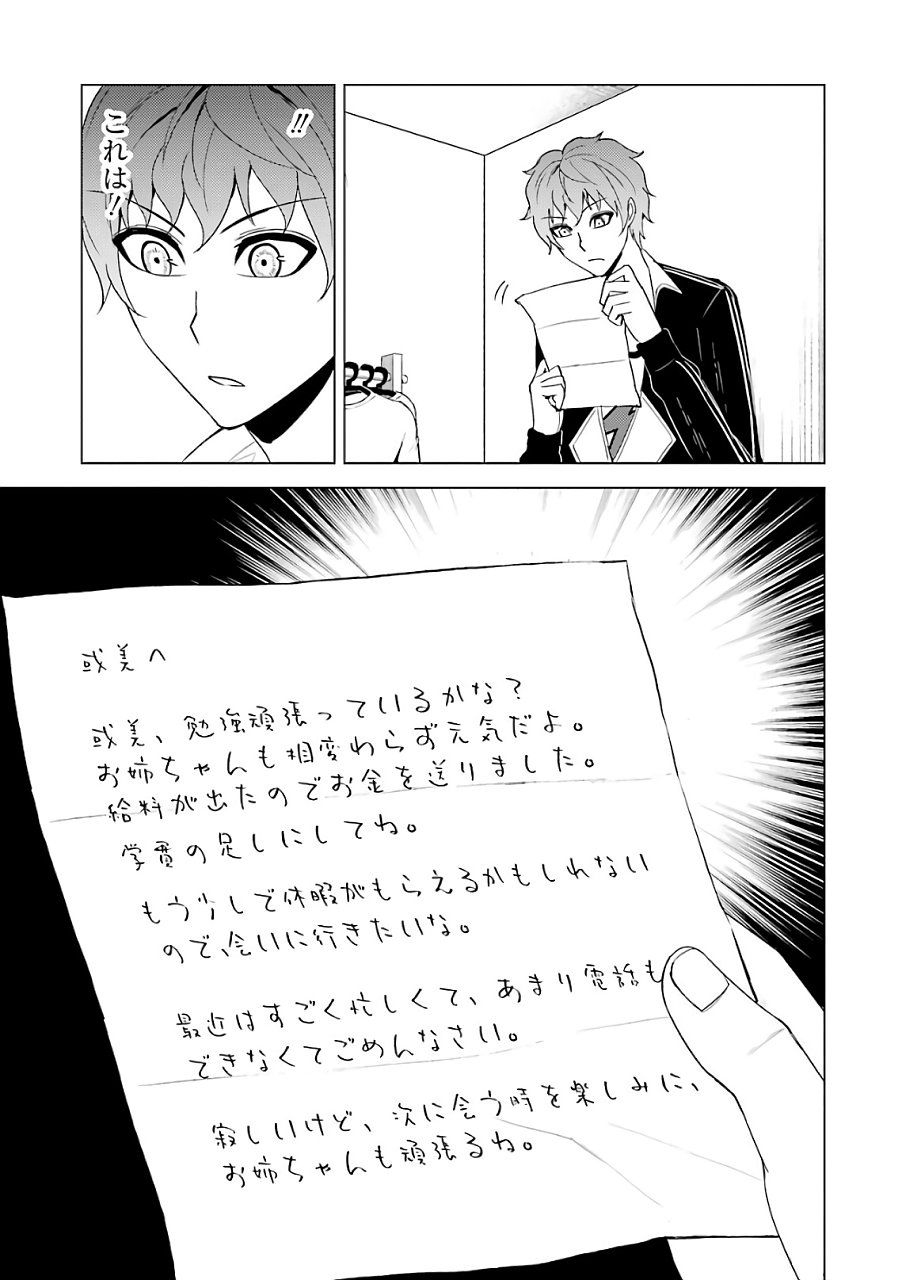 !!
これは!
或美へ
或美、勉強頑張っているかな?
お姉ちゃんも相変わらず元気だよ。
給料が出たのでお金を送りました。
学費の足しにしてね。
もう少しで休暇がもらえるかもしれない
ので、会いに行きたいな。
最近はすごく忙しくて、あまり電話も
できなくてごめんなさい。
寂しいけど、次に会う時を楽しみに、
お姉ちゃんも頑張るね。